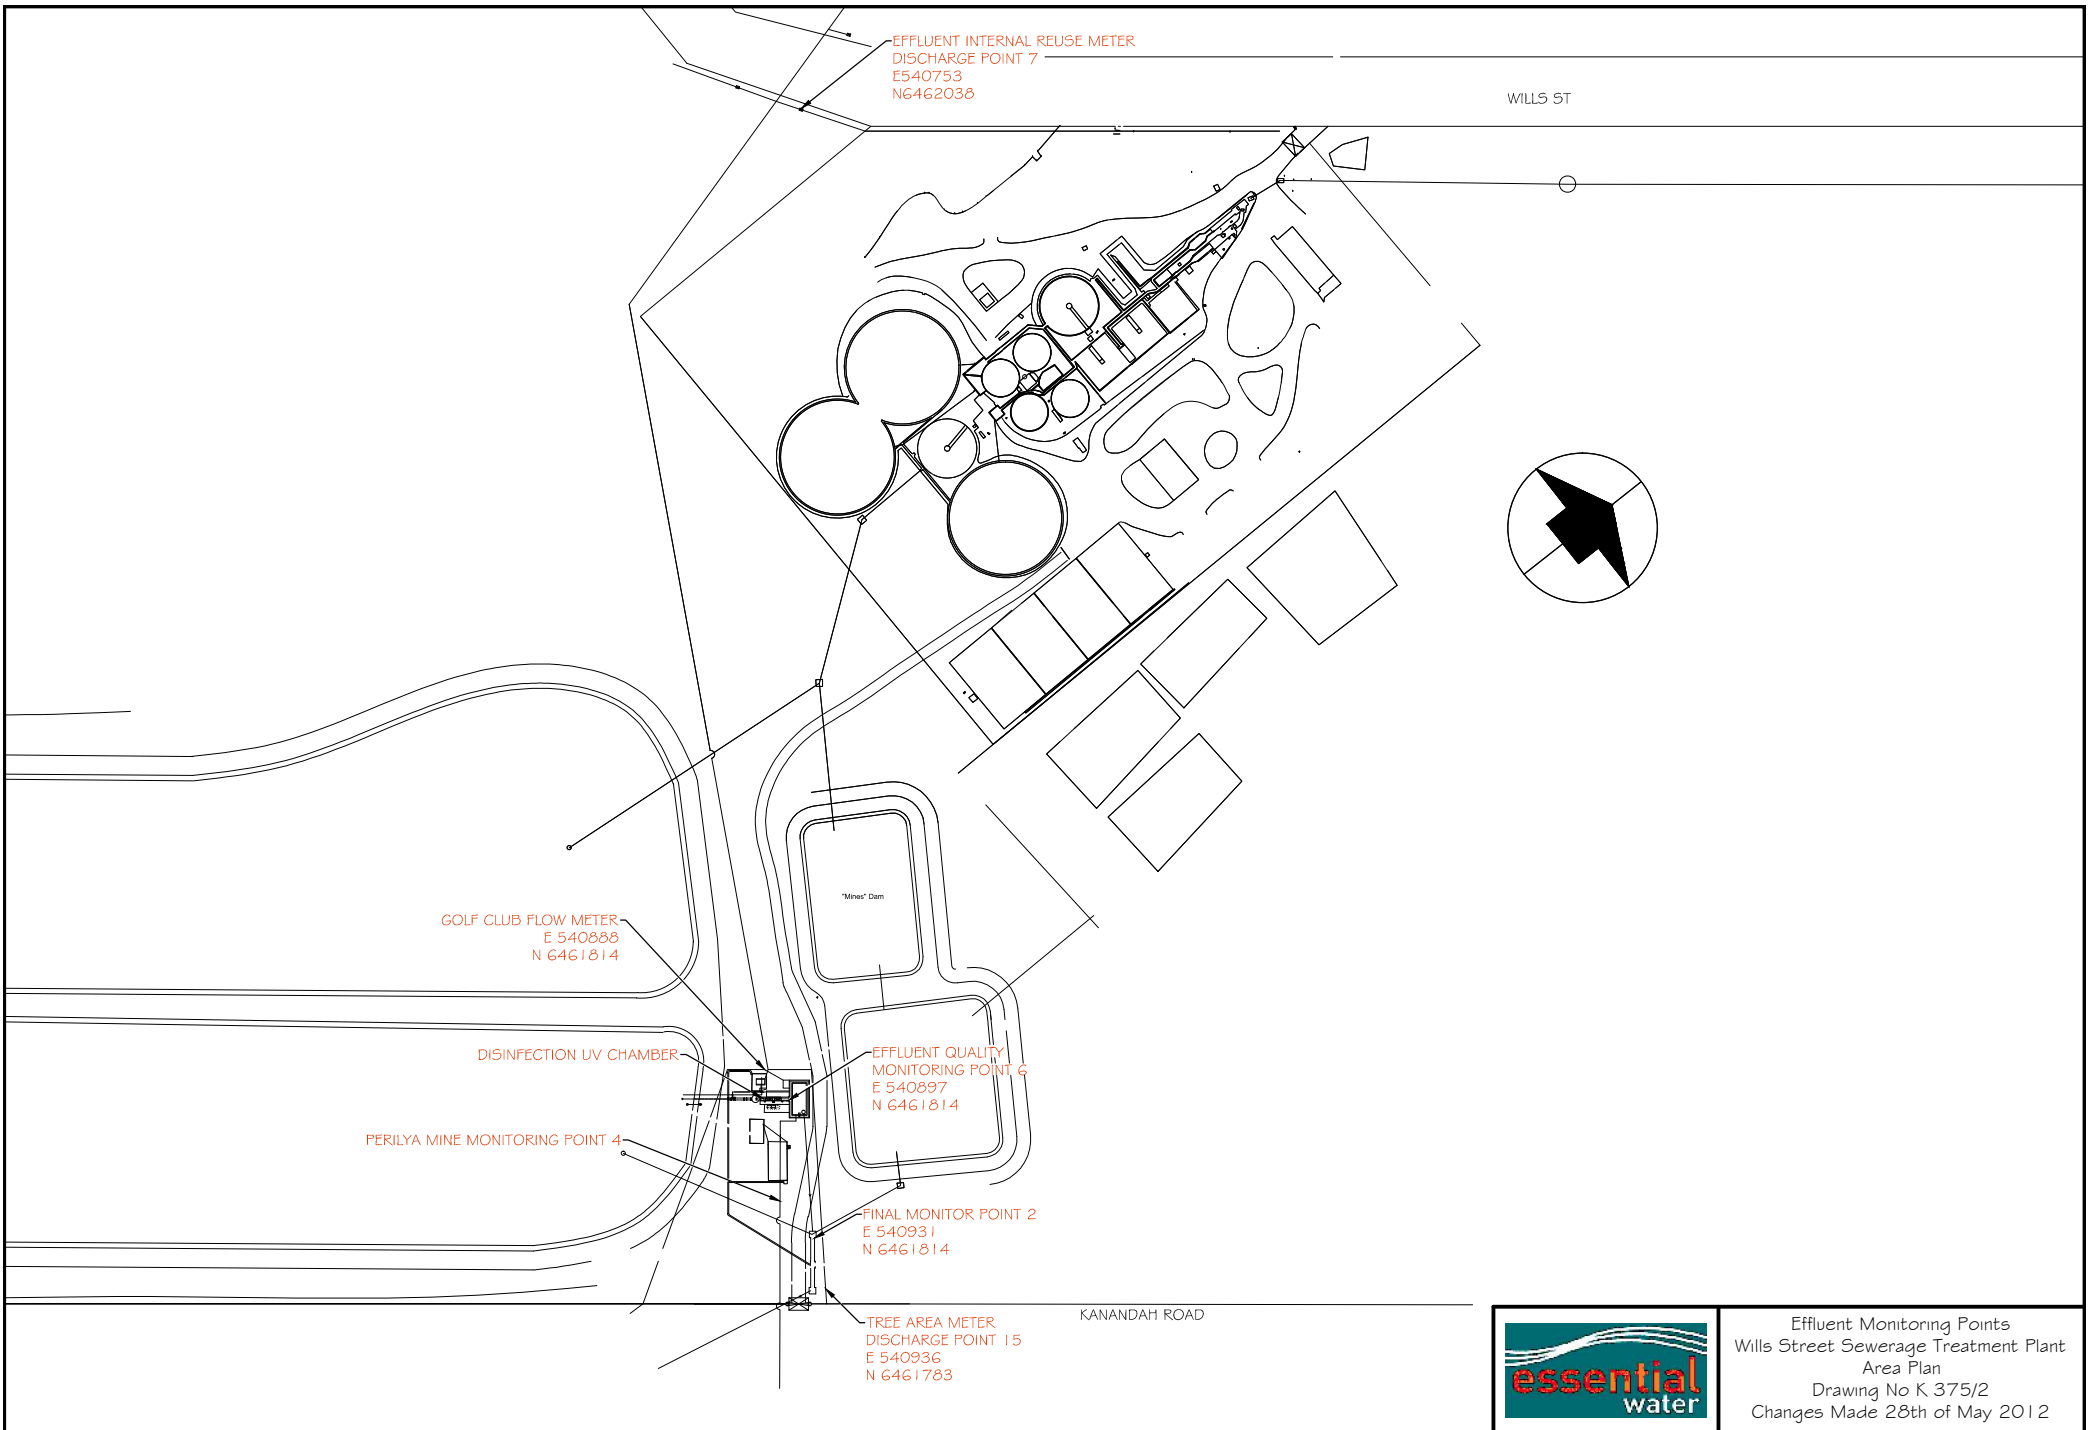 EFFLUENT INTERNAL REUSE METER
DISCHARGE POINT 7
E540753
N6462038
WILLS ST
"Mines" Dam
GOLF CLUB FLOW METER
E 540888
N 6461814
DISINFECTION UV CHAMBER
EFFLUENT QUALITY
MONITORING POINT 6
E 540897
N 6461814
PERILYA MINE MONITORING POINT 4
FINAL MONITOR POINT 2
E 540931
N 6461814
KANANDAH ROAD
TREE AREA METER
DISCHARGE POINT 15
E 540936
N 6461783
essential
water
Effluent Monitoring Points
Wills Street Sewerage Treatment Plant
Area Plan
Drawing No K 375/2
Changes Made 28th of May 2012